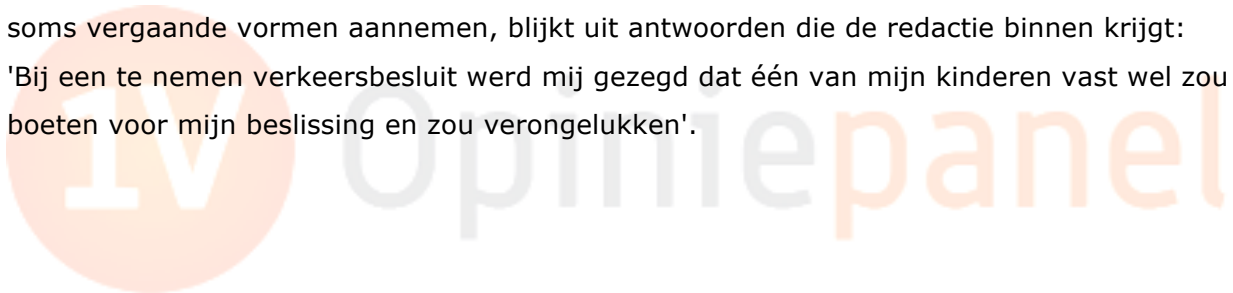 soms vergaande vormen aannemen, blijkt uit antwoorden die de redactie binnen krijgt:
'Bij een te nemen verkeersbesluit werd mij gezegd dat één van mijn kinderen vast wel zou
boeten voor mijn beslissing en zou verongelukken'.
1V Opiniepanel